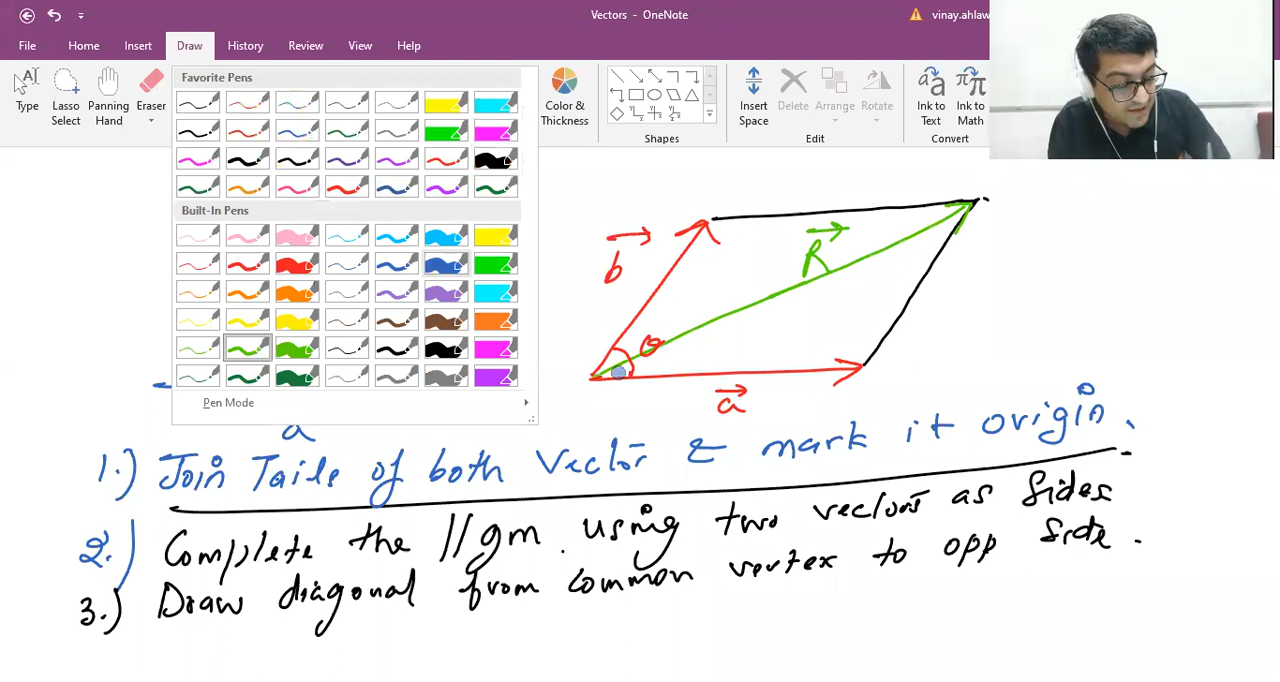 Vectors - OneNote
vinay.ahlaw
File Home Insert Draw History Review View Help
Favorite Pens
Built-In Pens
Pen Mode
Type
Lasso Select
Panning Hand
Eraser
Color & Thickness
Shapes
Insert Space
Delete
Arrange
Rotate
Edit
Ink to Text
Ink to Math
Convert
b
R
θ
a
a
1.) Join Tails of both Vector & mark it origin.
2.) Complete the //gm. using two vectors as sides
3.) Draw diagonal from common vertex to opp side.